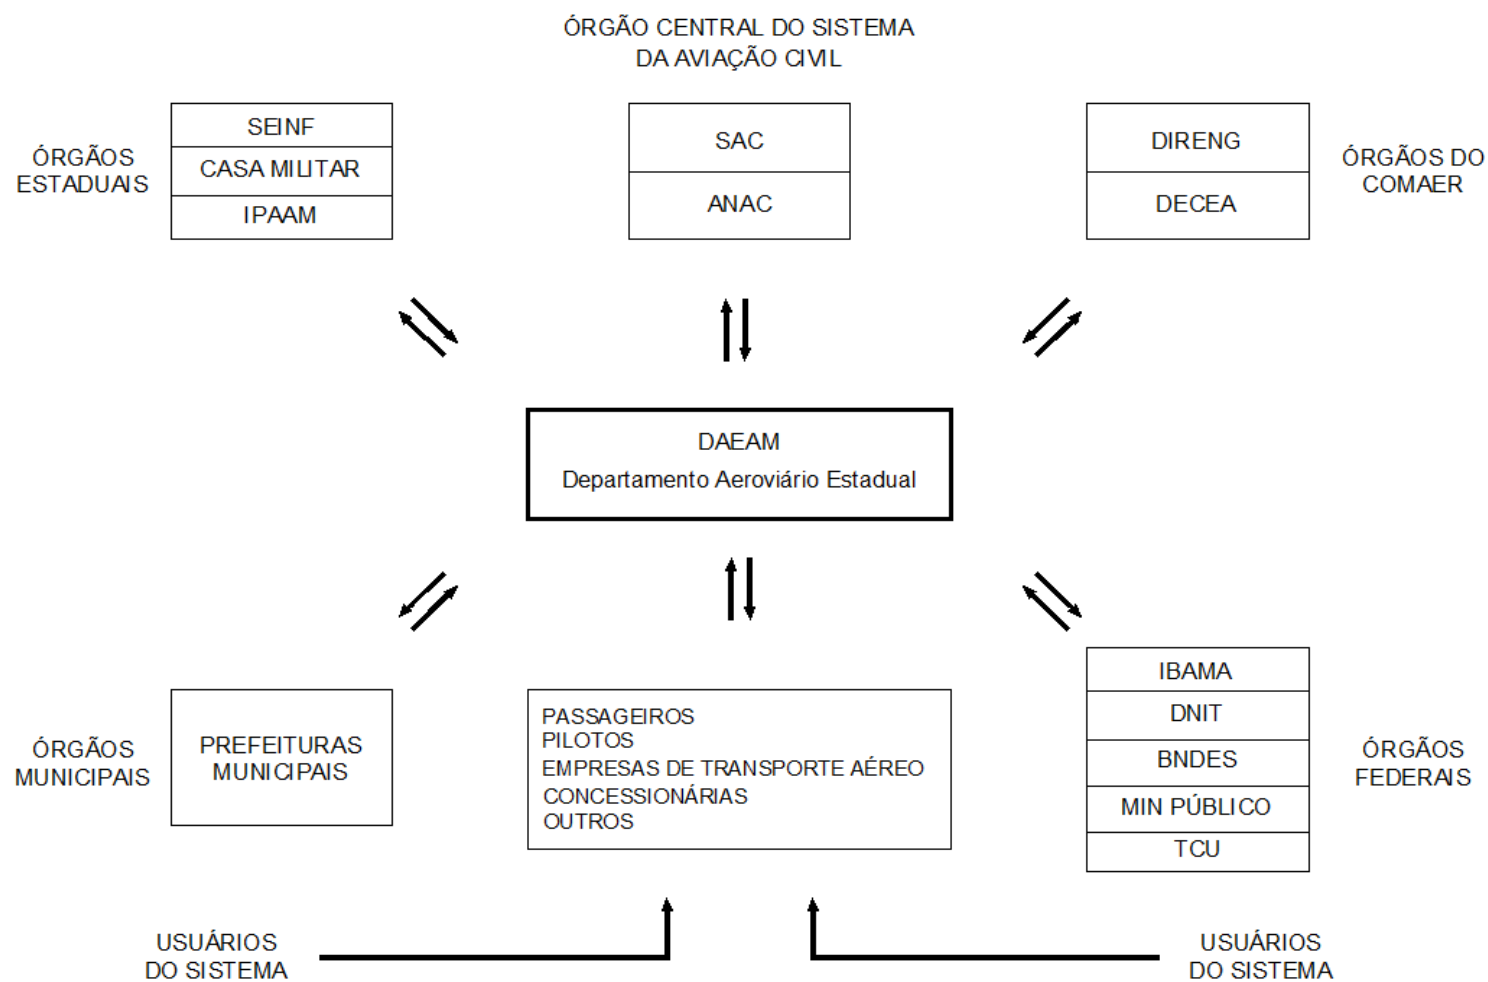 ÓRGÃO CENTRAL DO SISTEMA
DA AVIAÇÃO CIVIL
ÓRGÃOS
ESTADUAIS
SEINF
CASA MILITAR
IPAAM
SAC
ANAC
DIRENG
DECEA
ÓRGÃOS DO
COMAER
DAEAM
Departamento Aeroviário Estadual
ÓRGÃOS
MUNICIPAIS
PREFEITURAS
MUNICIPAIS
PASSAGEIROS
PILOTOS
EMPRESAS DE TRANSPORTE AÉREO
CONCESSIONÁRIAS
OUTROS
IBAMA
DNIT
BNDES
MIN PÚBLICO
TCU
ÓRGÃOS
FEDERAIS
USUÁRIOS
DO SISTEMA
USUÁRIOS
DO SISTEMA